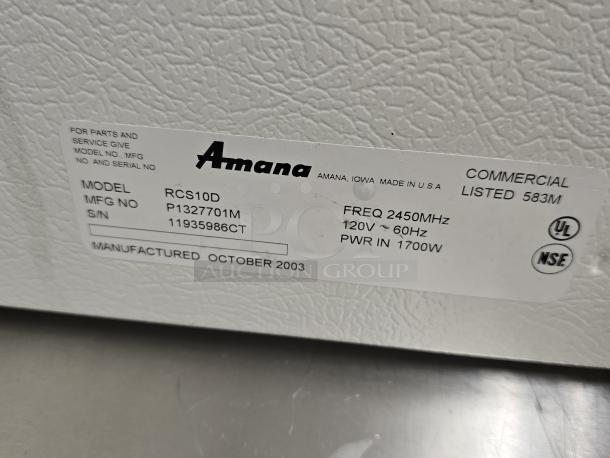 FOR PARTS AND
SERVICE GIVE
MODEL NO., MFG
NO. AND SERIAL NO
Amana
AMANA, IOWA MADE IN U.S.A
COMMERCIAL
LISTED 583M
MODEL RCS10D
MFG NO P1327701M
S/N 11935986CT
FREQ 2450MHz
120V ~ 60Hz
PWR IN 1700W
UL
NSF
MANUFACTURED OCTOBER 2003
PCI
AUCTION GROUP